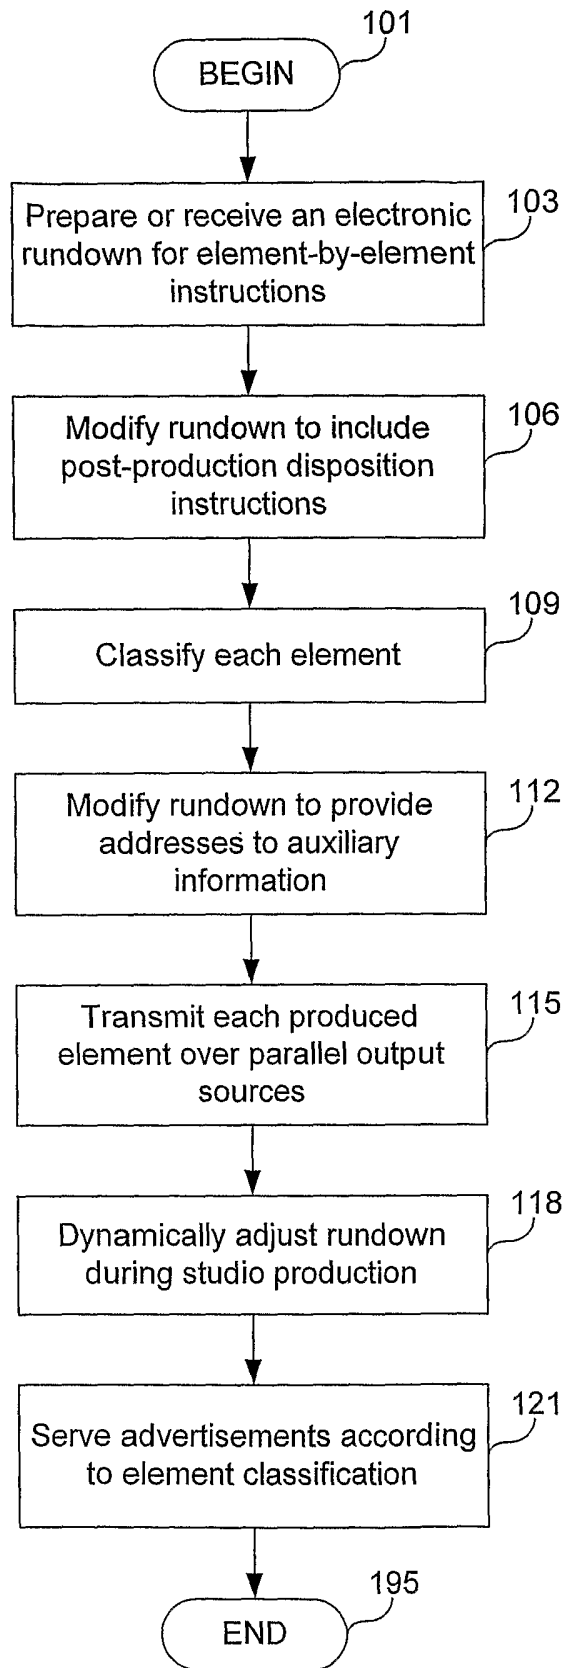 101
BEGIN
103
Prepare or receive an electronic
rundown for element-by-element
instructions
106
Modify rundown to include
post-production disposition
instructions
109
Classify each element
112
Modify rundown to provide
addresses to auxiliary
information
115
Transmit each produced
element over parallel output
sources
118
Dynamically adjust rundown
during studio production
121
Serve advertisements according
to element classification
195
END